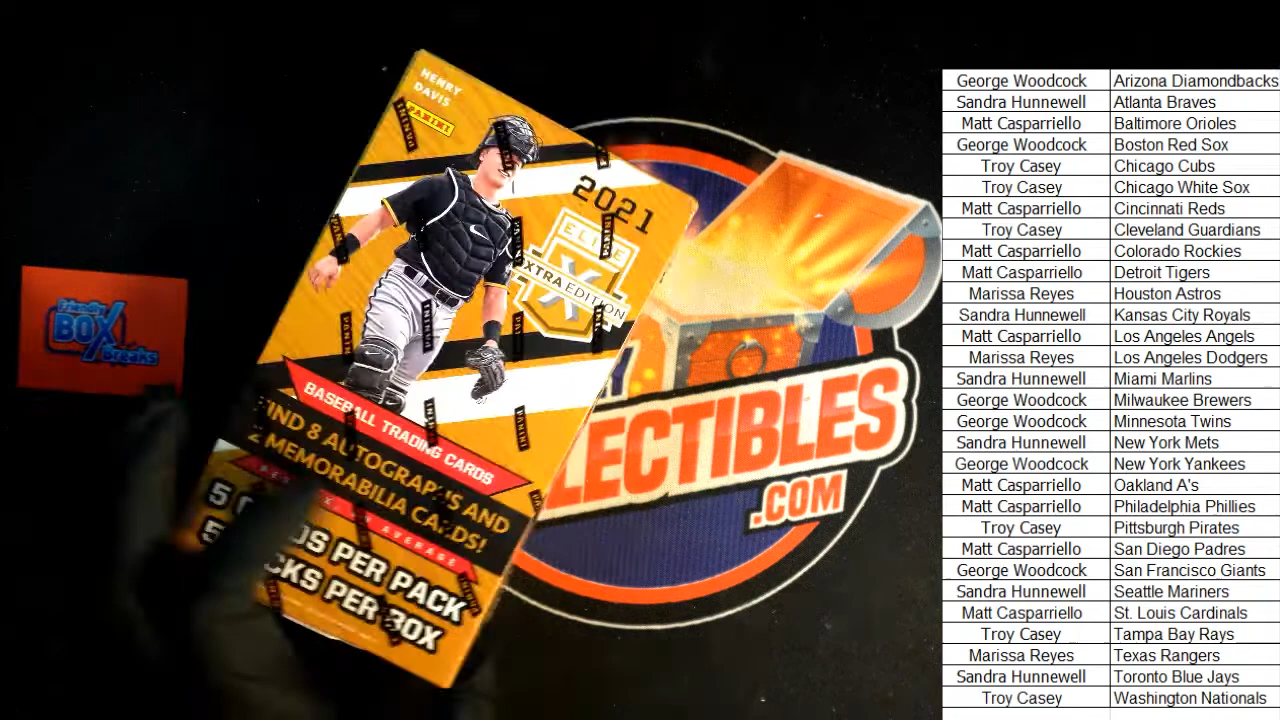 HENRY
DAVIS
PANINI
2021
ELITE
EXTRA EDITION
X
BASEBALL TRADING CARDS
FIND 8 AUTOGRAPHS AND
2 MEMORABILIA CARDS!
AVERAGE
PER PACK
PER BOX
Friendly
BOX
Breaks
LECTIBLES
.COM
George Woodcock Arizona Diamondbacks
Sandra Hunnewell Atlanta Braves
Matt Casparriello Baltimore Orioles
George Woodcock Boston Red Sox
Troy Casey Chicago Cubs
Troy Casey Chicago White Sox
Matt Casparriello Cincinnati Reds
Troy Casey Cleveland Guardians
Matt Casparriello Colorado Rockies
Matt Casparriello Detroit Tigers
Marissa Reyes Houston Astros
Sandra Hunnewell Kansas City Royals
Matt Casparriello Los Angeles Angels
Marissa Reyes Los Angeles Dodgers
Sandra Hunnewell Miami Marlins
George Woodcock Milwaukee Brewers
George Woodcock Minnesota Twins
Sandra Hunnewell New York Mets
George Woodcock New York Yankees
Matt Casparriello Oakland A's
Matt Casparriello Philadelphia Phillies
Troy Casey Pittsburgh Pirates
Matt Casparriello San Diego Padres
George Woodcock San Francisco Giants
Sandra Hunnewell Seattle Mariners
Matt Casparriello St. Louis Cardinals
Troy Casey Tampa Bay Rays
Marissa Reyes Texas Rangers
Sandra Hunnewell Toronto Blue Jays
Troy Casey Washington Nationals